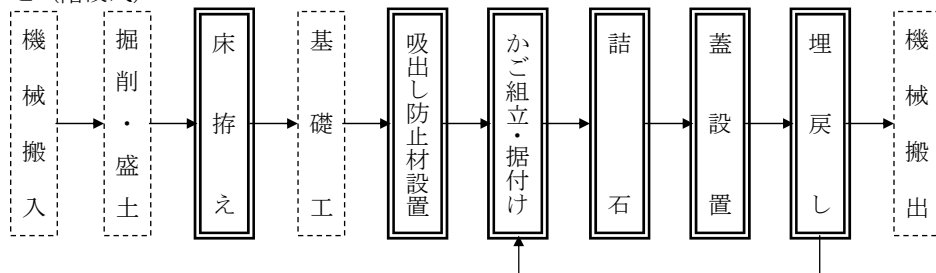 機械搬入
掘削・盛土
床拵え
基礎工
吸出し防止材設置
かご組立・据付け
詰石
蓋設置
埋戻し
機械搬出